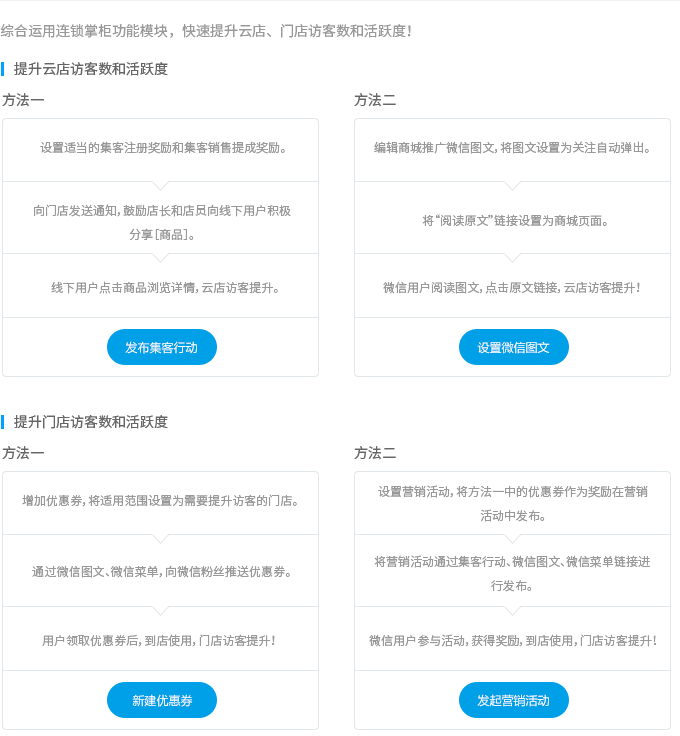 综合运用连锁掌柜功能模块，快速提升云店、门店访客数和活跃度！
提升云店访客数和活跃度
方法一
设置适当的集客注册奖励和集客销售提成奖励。
向门店发送通知，鼓励店长和店员向线下用户积极
分享［商品］。
线下用户点击商品浏览详情，云店访客提升。
发布集客行动
方法二
编辑商城推广微信图文，将图文设置为关注自动弹出。
将“阅读原文”链接设置为商城页面。
微信用户阅读图文，点击原文链接，云店访客提升！
设置微信图文
提升门店访客数和活跃度
方法一
增加优惠券，将适用范围设置为需要提升访客的门店。
通过微信图文、微信菜单，向微信粉丝推送优惠券。
用户领取优惠券后，到店使用，门店访客提升！
新建优惠券
方法二
设置营销活动，将方法一中的优惠券作为奖励在营销
活动中发布。
将营销活动通过集客行动、微信图文、微信菜单链接进
行发布。
微信用户参与活动，获得奖励，到店使用，门店访客提升！
发起营销活动